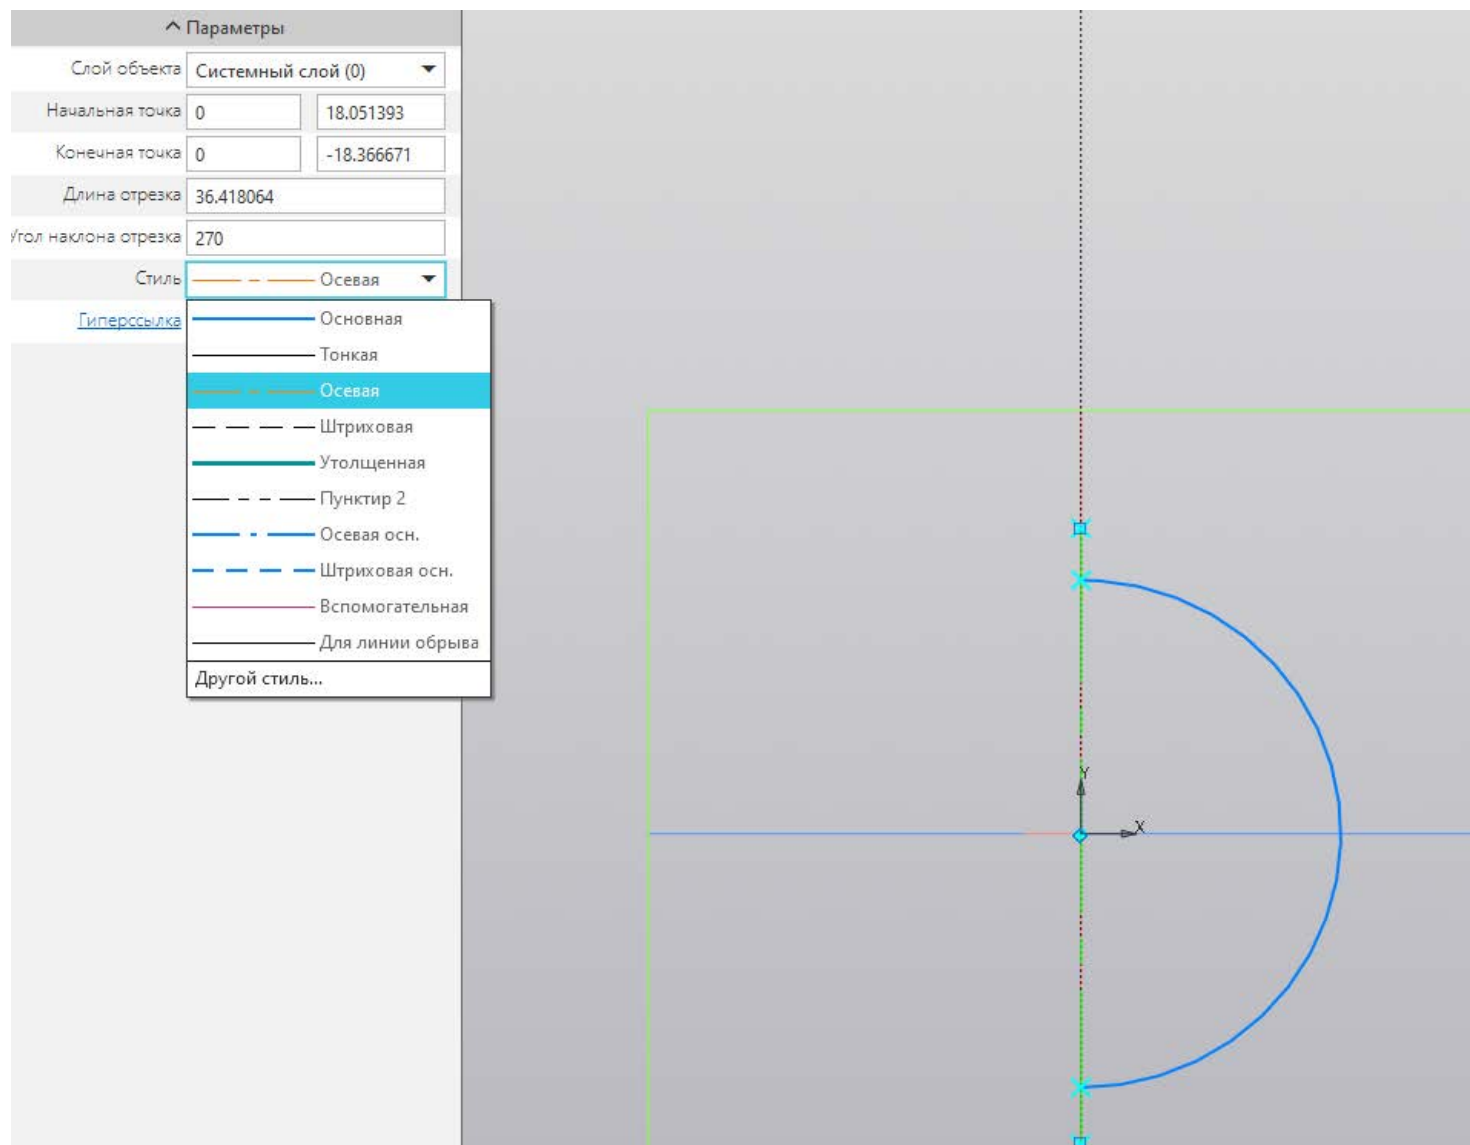 Параметры
Слой объекта Системный слой (0)
Начальная точка 0 18.051393
Конечная точка 0 -18.366671
Длина отрезка 36.418064
Угол наклона отрезка 270
Стиль Осевая
Гиперссылка Основная
Тонкая
Осевая
Штриховая
Утолщенная
Пунктир 2
Осевая осн.
Штриховая осн.
Вспомогательная
Для линии обрыва
Другой стиль...
Y
X